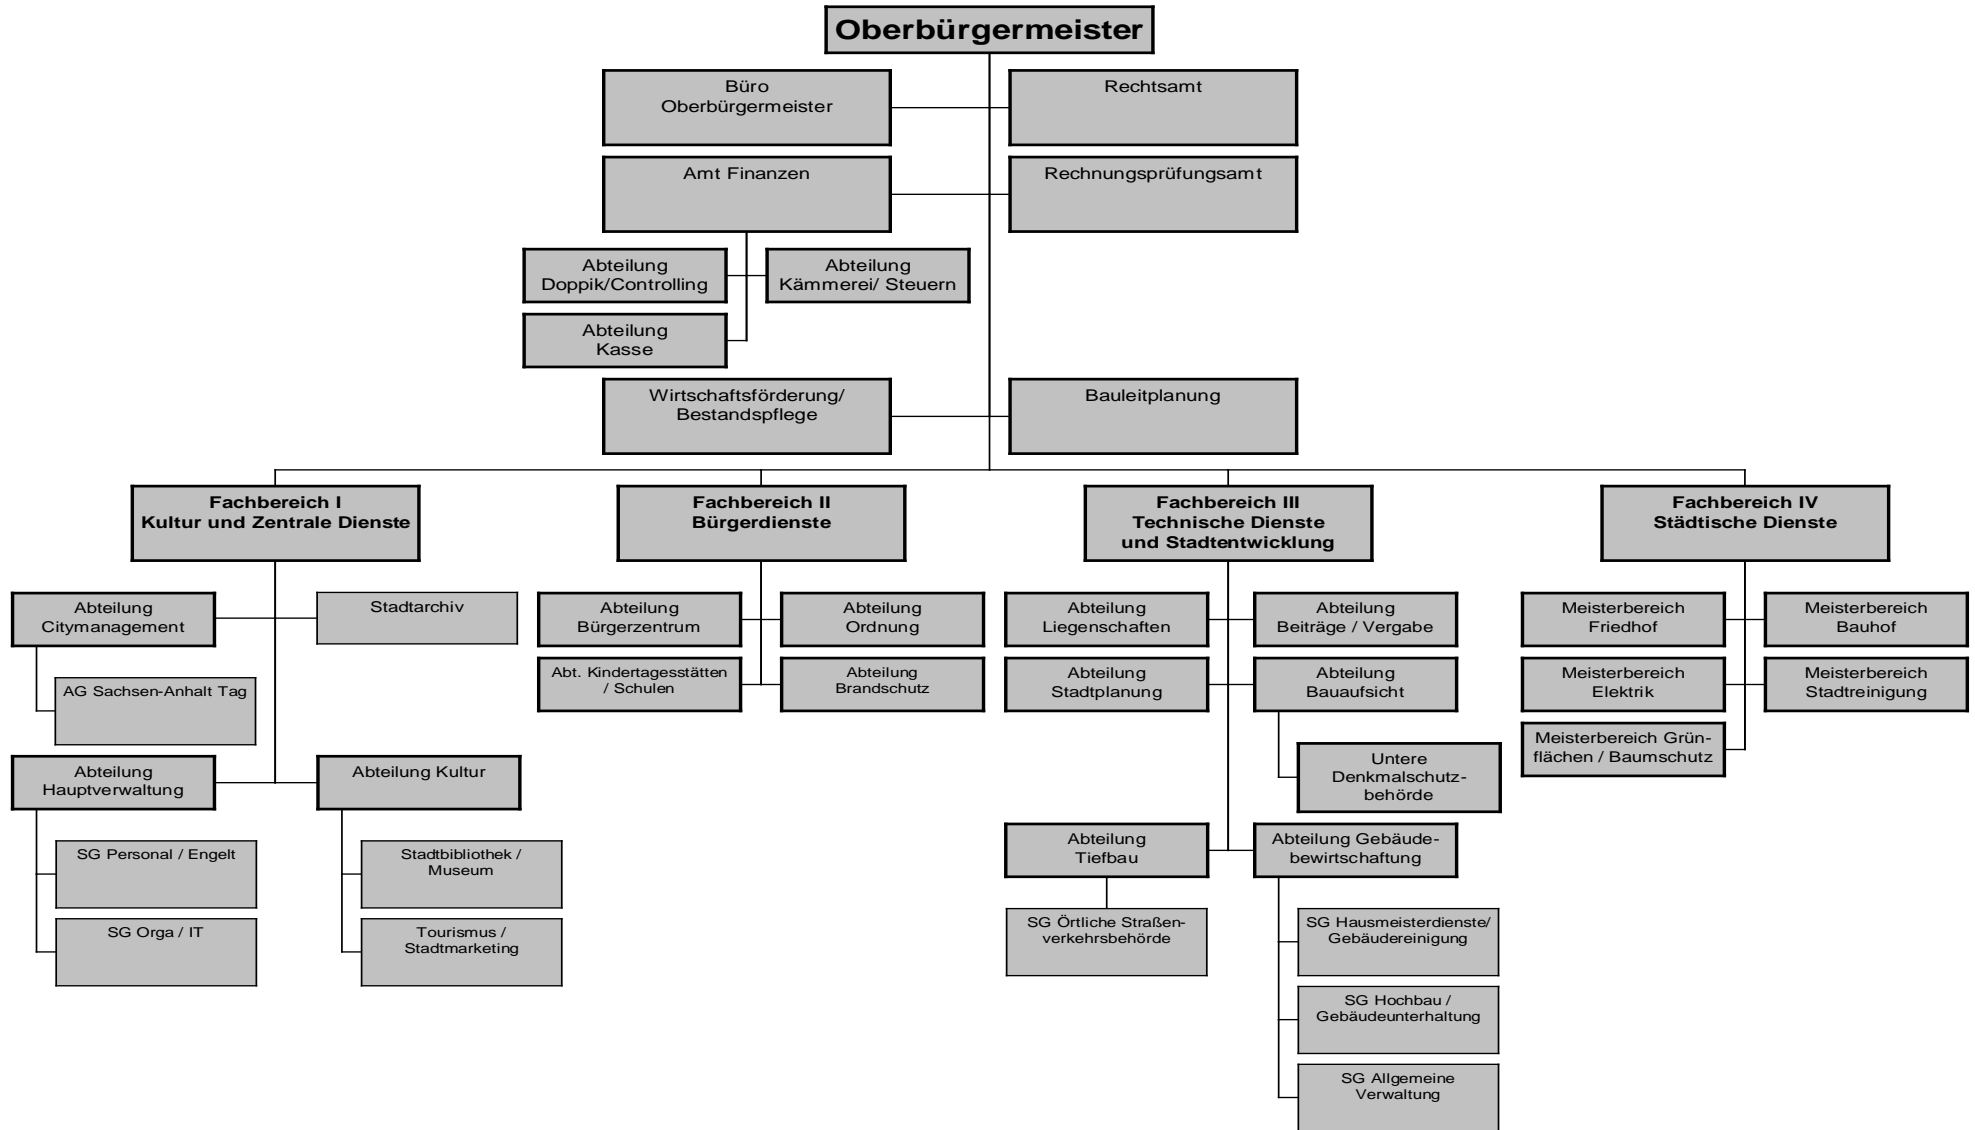 Oberbürgermeister
Büro
Oberbürgermeister
Rechtsamt
Amt Finanzen
Rechnungsprüfungsamt
Abteilung
Doppik/Controlling
Abteilung
Kämmerei/ Steuern
Abteilung
Kasse
Wirtschaftsförderung/
Bestandspflege
Bauleitplanung
Fachbereich I
Kultur und Zentrale Dienste
Fachbereich II
Bürgerdienste
Fachbereich III
Technische Dienste
und Stadtentwicklung
Fachbereich IV
Städtische Dienste
Abteilung
Citymanagement
Stadtarchiv
AG Sachsen-Anhalt Tag
Abteilung
Hauptverwaltung
Abteilung Kultur
SG Personal / Engelt
SG Orga / IT
Stadtbibliothek /
Museum
Tourismus /
Stadtmarketing
Abteilung
Bürgerzentrum
Abteilung
Ordnung
Abt. Kindertagesstätten
/ Schulen
Abteilung
Brandschutz
Abteilung
Liegenschaften
Abteilung
Beiträge / Vergabe
Abteilung
Stadtplanung
Abteilung
Bauaufsicht
Untere
Denkmalschutz-
behörde
Abteilung
Tiefbau
Abteilung Gebäude-
bewirtschaftung
SG Örtliche Straßen-
verkehrsbehörde
SG Hausmeisterdienste/
Gebäudereinigung
SG Hochbau /
Gebäudeunterhaltung
SG Allgemeine
Verwaltung
Meisterbereich
Friedhof
Meisterbereich
Bauhof
Meisterbereich
Elektrik
Meisterbereich
Stadtreinigung
Meisterbereich Grün-
flächen / Baumschutz